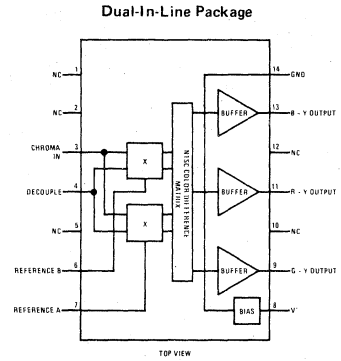 Dual-In-Line Package
NC 1
14 GND
NC 2
BUFFER 13 B - Y OUTPUT
CHROMA IN 3
12 NC
X
DECOUPLE 4
NTSC COLOR DIFFERENCE MATRIX
BUFFER 11 R - Y OUTPUT
NC 5
X
10 NC
REFERENCE B 6
BUFFER 9 G - Y OUTPUT
REFERENCE A 7
BIAS 8 V
TOP VIEW